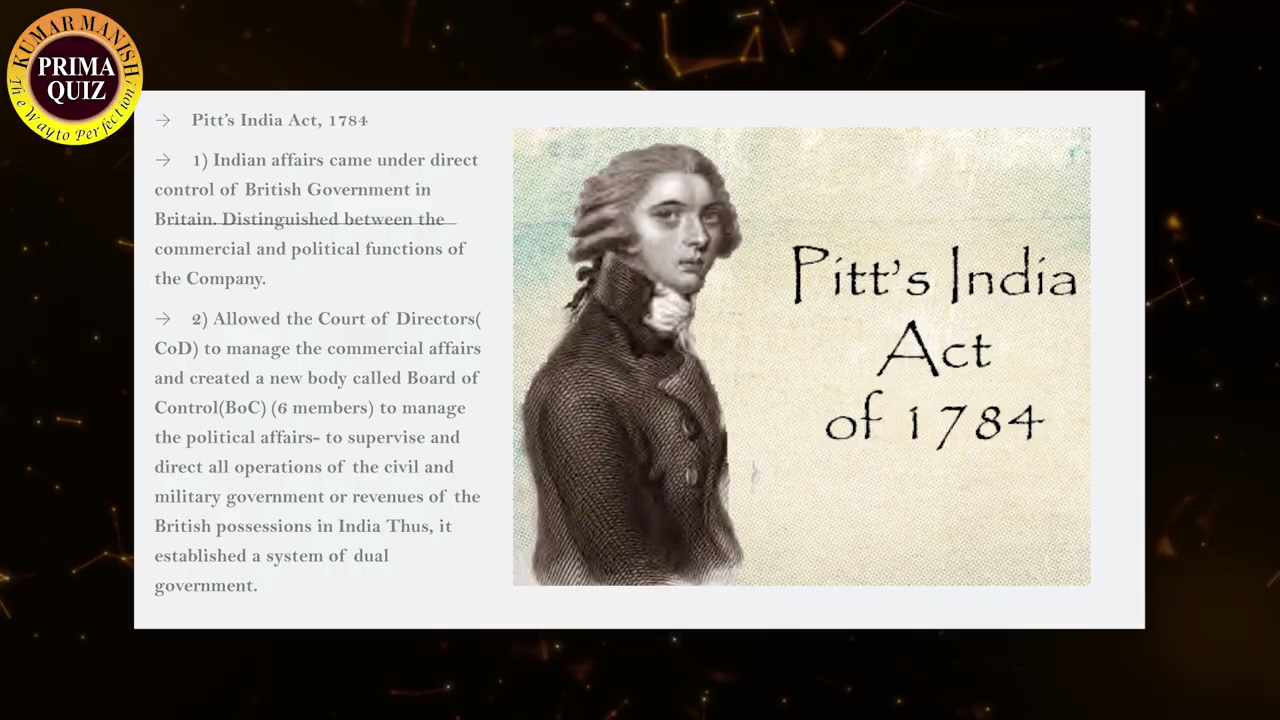 KUMAR MANISH
PRIMA
QUIZ
The Way to Perfection!
→ Pitt's India Act, 1784
→ 1) Indian affairs came under direct
control of British Government in
Britain. Distinguished between the
commercial and political functions of
the Company.
→ 2) Allowed the Court of Directors(
CoD) to manage the commercial affairs
and created a new body called Board of
Control(BoC) (6 members) to manage
the political affairs- to supervise and
direct all operations of the civil and
military government or revenues of the
British possessions in India Thus, it
established a system of dual
government.
Pitt's India
Act
of 1784